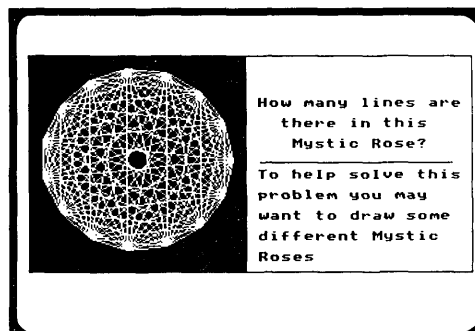 How many lines are
there in this
Mystic Rose?
To help solve this
problem you may
want to draw some
different Mystic
Roses